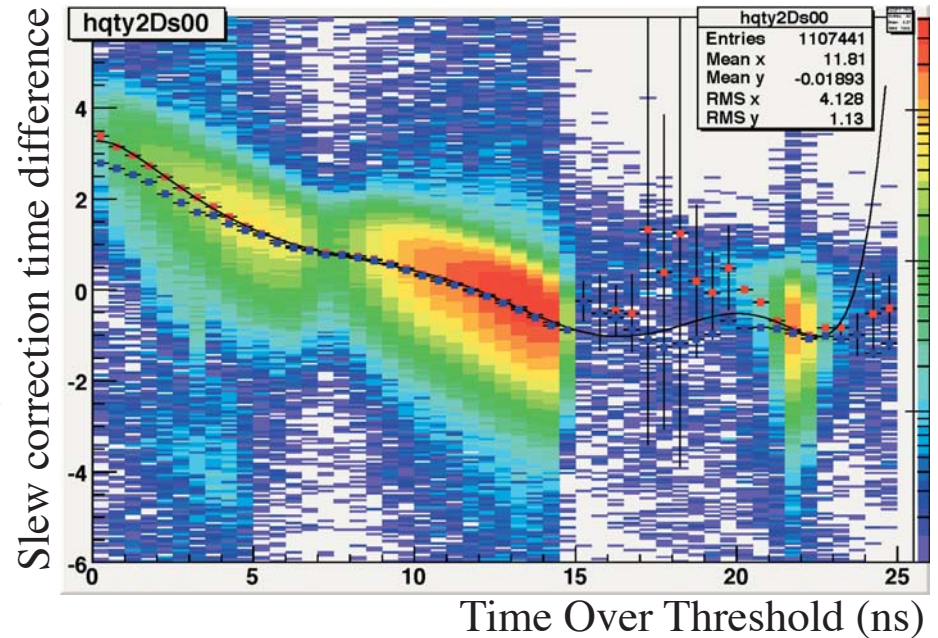 hqty2Ds00
hqty2Ds00
Entries 1107441
Mean x 11.81
Mean y -0.01893
RMS x 4.128
RMS y 1.13
Slew correction time difference
4
2
0
-2
-4
-6
0 5 10 15 20 25
Time Over Threshold (ns)